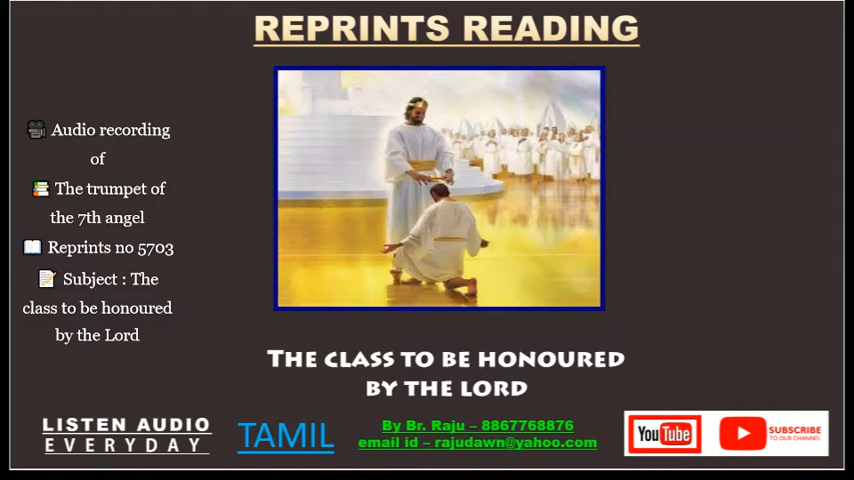 REPRINTS READING
🎥 Audio recording
of
📚 The trumpet of
the 7th angel
📖 Reprints no 5703
📝 Subject : The
class to be honoured
by the Lord
THE CLASS TO BE HONOURED
BY THE LORD
LISTEN AUDIO
EVERYDAY
TAMIL
By Br. Raju – 8867768876
email id – rajudawn@yahoo.com
YouTube
SUBSCRIBE
TO OUR CHANNEL